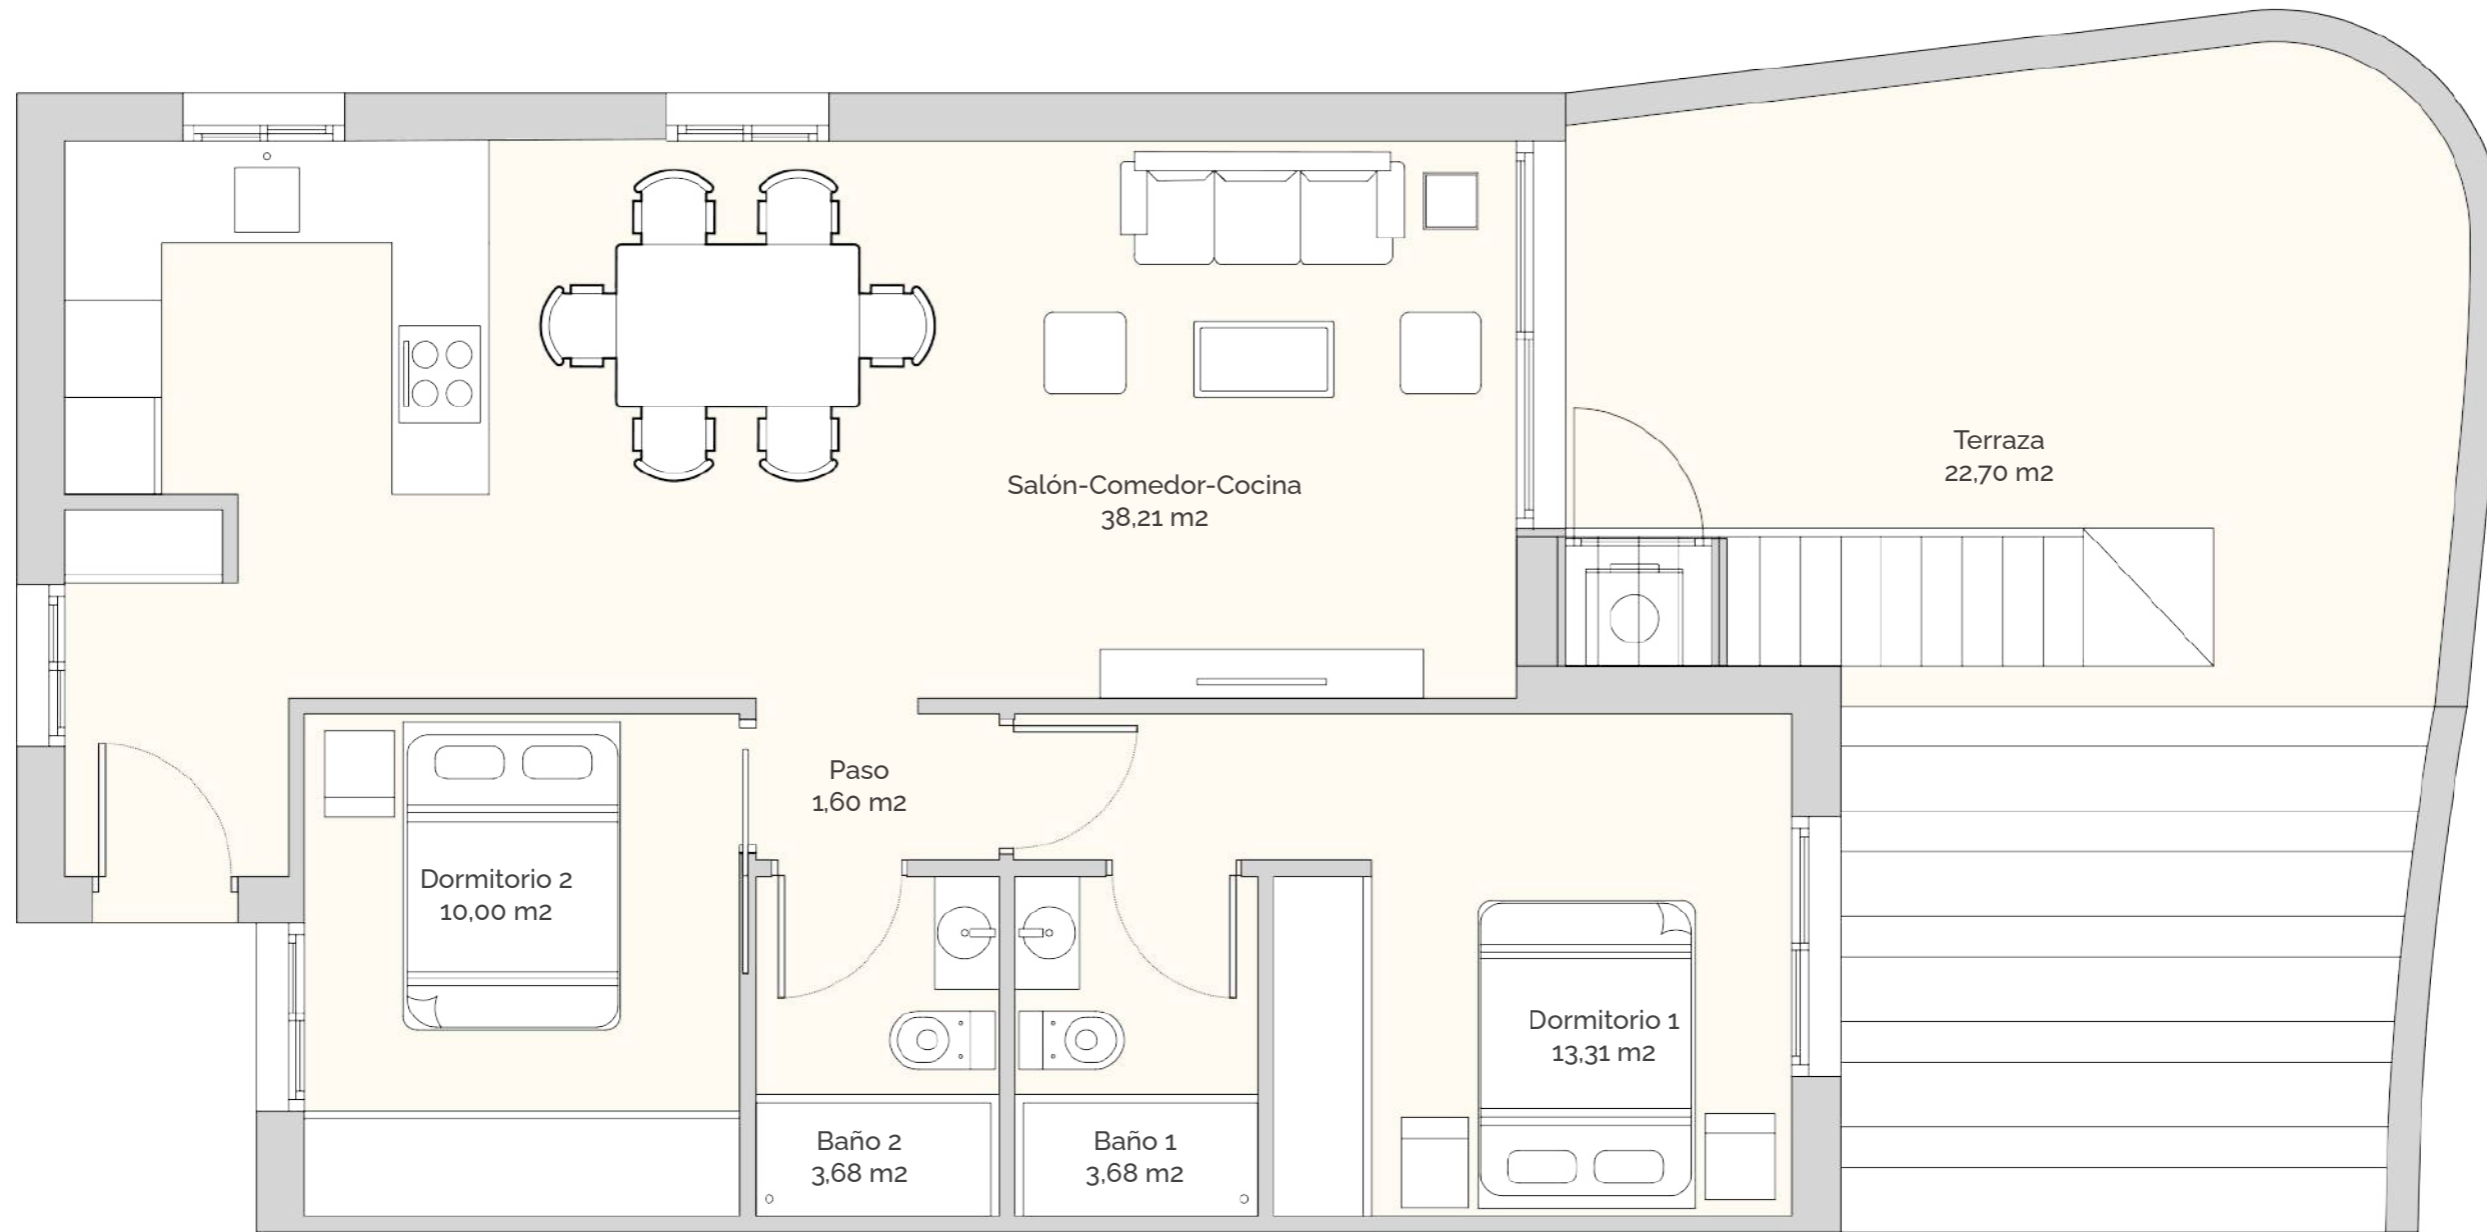 Salón-Comedor-Cocina
38,21 m2
Terraza
22,70 m2
Paso
1,60 m2
Dormitorio 2
10,00 m2
Dormitorio 1
13,31 m2
Baño 2
3,68 m2
Baño 1
3,68 m2